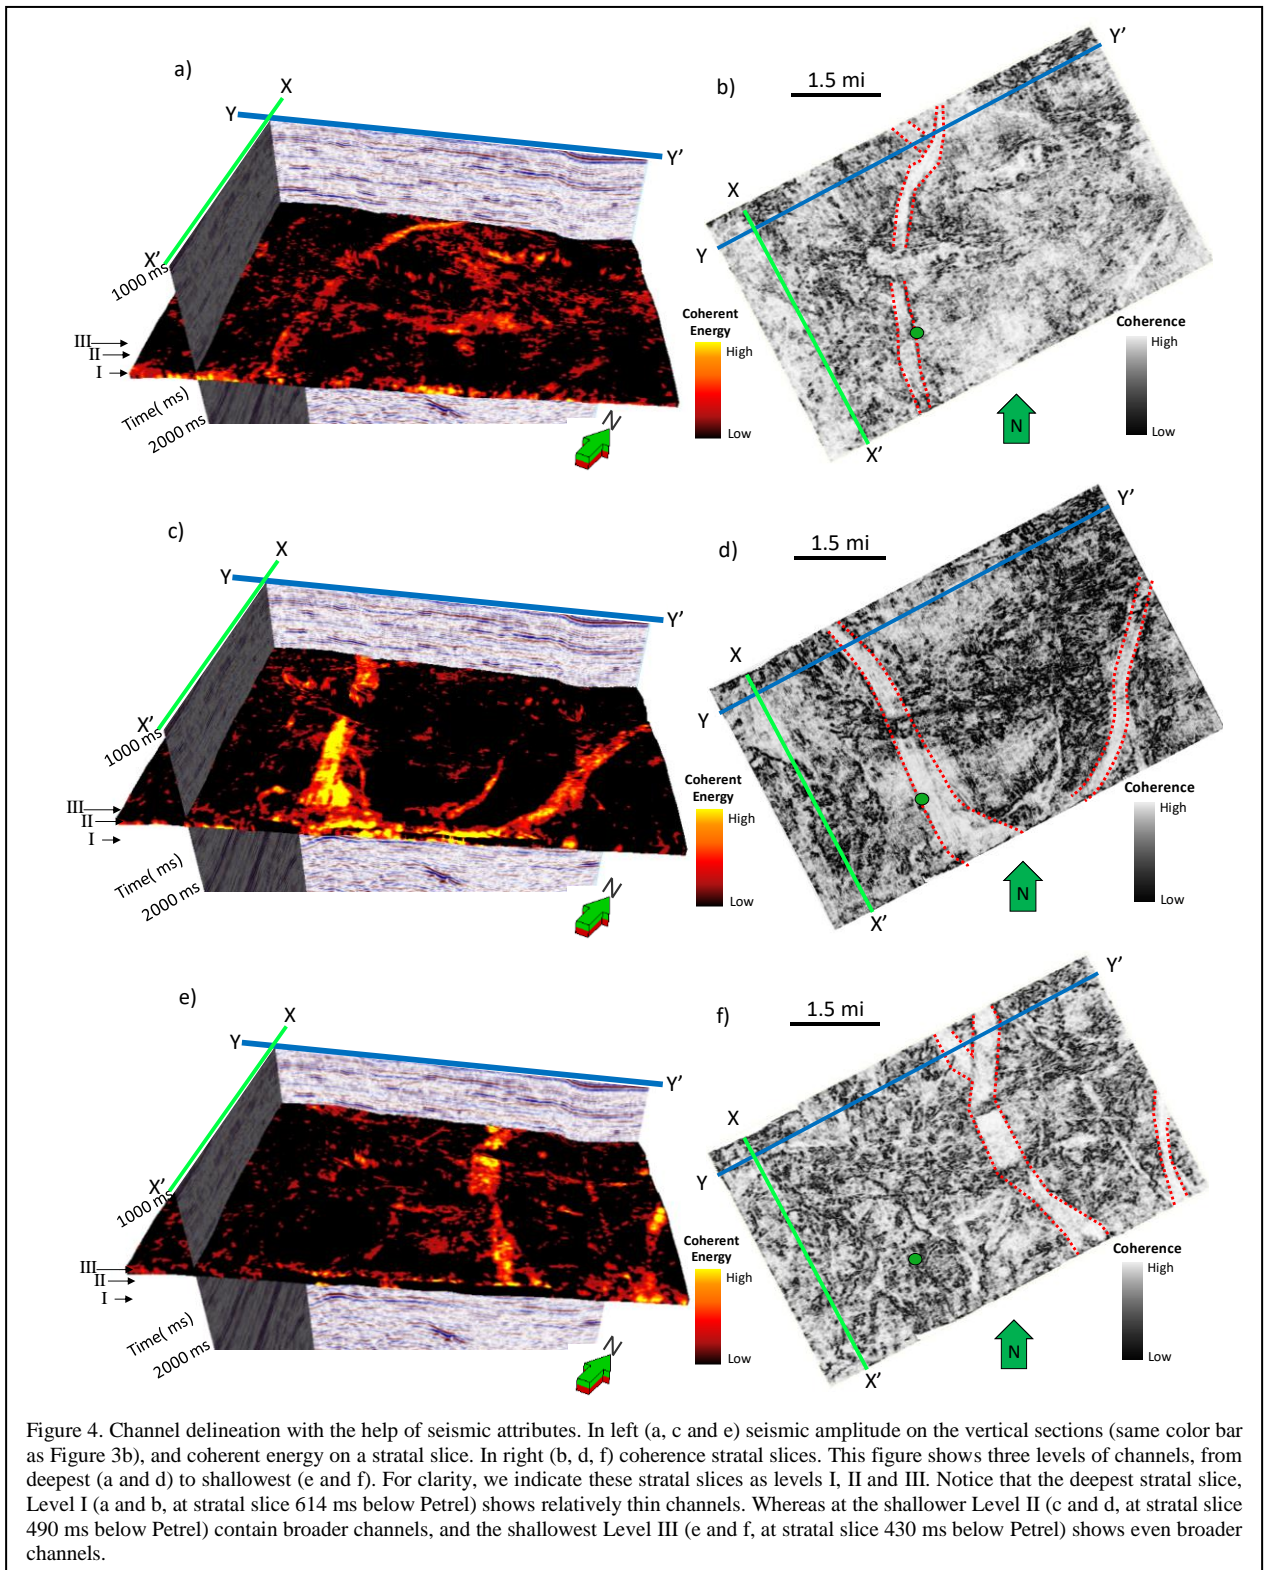 a)
X
Y
Y'
X'
1000 ms
III
II
I
Time( ms)
2000 ms
N
Coherent
Energy
High
Low
b)
1.5 mi
Y'
X
Y
X'
N
Coherence
High
Low
c)
X
Y
Y'
X'
1000 ms
III
II
I
Time( ms)
2000 ms
N
Coherent
Energy
High
Low
d)
1.5 mi
Y'
X
Y
X'
N
Coherence
High
Low
e)
X
Y
Y'
X'
1000 ms
III
II
I
Time( ms)
2000 ms
N
Coherent
Energy
High
Low
f)
1.5 mi
Y'
X
Y
X'
N
Coherence
High
Low
Figure 4. Channel delineation with the help of seismic attributes. In left (a, c and e) seismic amplitude on the vertical sections (same color bar
as Figure 3b), and coherent energy on a stratal slice. In right (b, d, f) coherence stratal slices. This figure shows three levels of channels, from
deepest (a and d) to shallowest (e and f). For clarity, we indicate these stratal slices as levels I, II and III. Notice that the deepest stratal slice,
Level I (a and b, at stratal slice 614 ms below Petrel) shows relatively thin channels. Whereas at the shallower Level II (c and d, at stratal slice
490 ms below Petrel) contain broader channels, and the shallowest Level III (e and f, at stratal slice 430 ms below Petrel) shows even broader
channels.